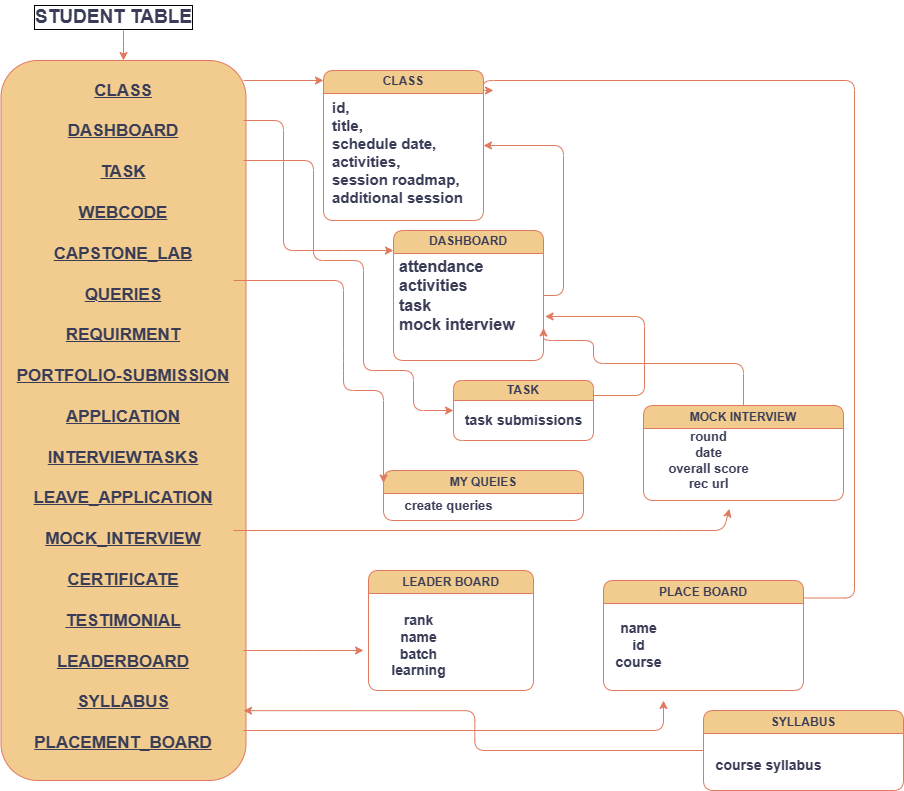 STUDENT TABLE
CLASS
DASHBOARD
TASK
WEBCODE
CAPSTONE_LAB
QUERIES
REQUIRMENT
PORTFOLIO-SUBMISSION
APPLICATION
INTERVIEWTASKS
LEAVE_APPLICATION
MOCK_INTERVIEW
CERTIFICATE
TESTIMONIAL
LEADERBOARD
SYLLABUS
PLACEMENT_BOARD
CLASS
id,
title,
schedule date,
activities,
session roadmap,
additional session
DASHBOARD
attendance
activities
task
mock interview
TASK
task submissions
MOCK INTERVIEW
round
date
overall score
rec url
MY QUEIES
create queries
LEADER BOARD
rank
name
batch
learning
PLACE BOARD
name
id
course
SYLLABUS
course syllabus